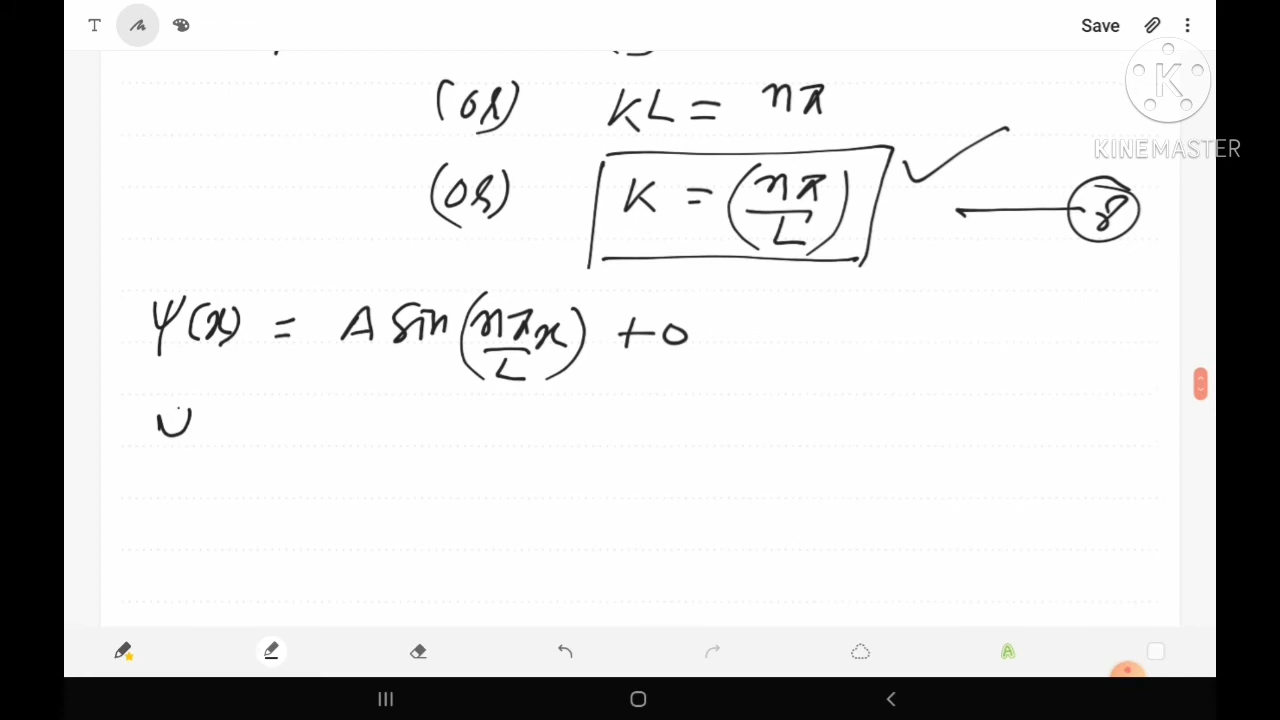 T Save
(or) KL = nπ
KINEMASTER
(or) K = (nπ/L) ✓ — 8
ψ(x) = A sin(nπx/L) + 0